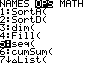 NAMES OPS MATH
1:SortA(
2:SortD(
3:dim(
4:Fill(
5:seq(
6:cumSum(
7↓ΔList(